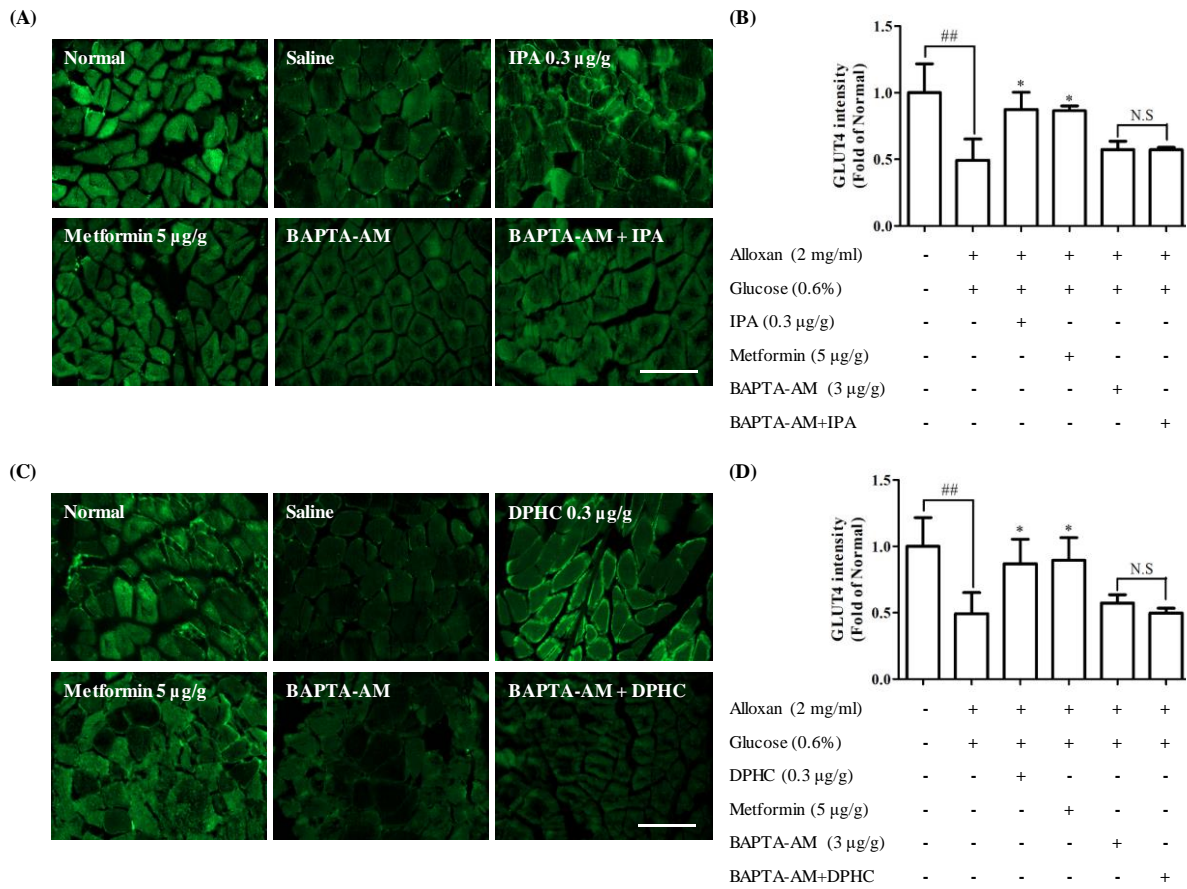 (A)
Normal
Saline
IPA 0.3 µg/g
Metformin 5 µg/g
BAPTA-AM
BAPTA-AM + IPA
(B)
GLUT4 intensity
(Fold of Normal)
1.5
1.0
0.5
0.0
##
*
*
N.S
Alloxan (2 mg/ml) - + + + + +
Glucose (0.6%) - + + + + +
IPA (0.3 µg/g) - - + - - -
Metformin (5 µg/g) - - - + - -
BAPTA-AM (3 µg/g) - - - - + -
BAPTA-AM+IPA - - - - - +
(C)
Normal
Saline
DPHC 0.3 µg/g
Metformin 5 µg/g
BAPTA-AM
BAPTA-AM + DPHC
(D)
GLUT4 intensity
(Fold of Normal)
1.5
1.0
0.5
0.0
##
*
*
N.S
Alloxan (2 mg/ml) - + + + + +
Glucose (0.6%) - + + + + +
DPHC (0.3 µg/g) - - + - - -
Metformin (5 µg/g) - - - + - -
BAPTA-AM (3 µg/g) - - - - + -
BAPTA-AM+DPHC - - - - - +